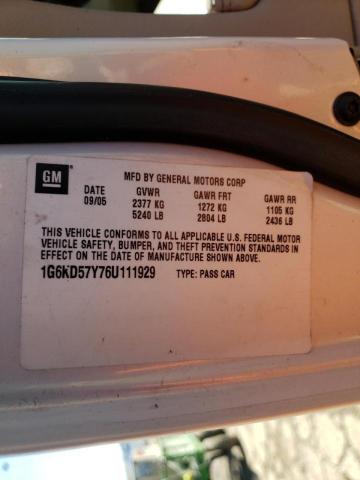 GM
MFD BY GENERAL MOTORS CORP
DATE GVWR GAWR FRT GAWR RR
09/05 2377 KG 1272 KG 1105 KG
5240 LB 2804 LB 2436 LB
THIS VEHICLE CONFORMS TO ALL APPLICABLE U.S. FEDERAL MOTOR
VEHICLE SAFETY, BUMPER, AND THEFT PREVENTION STANDARDS IN
EFFECT ON THE DATE OF MANUFACTURE SHOWN ABOVE.
1G6KD57Y76U111929 TYPE: PASS CAR